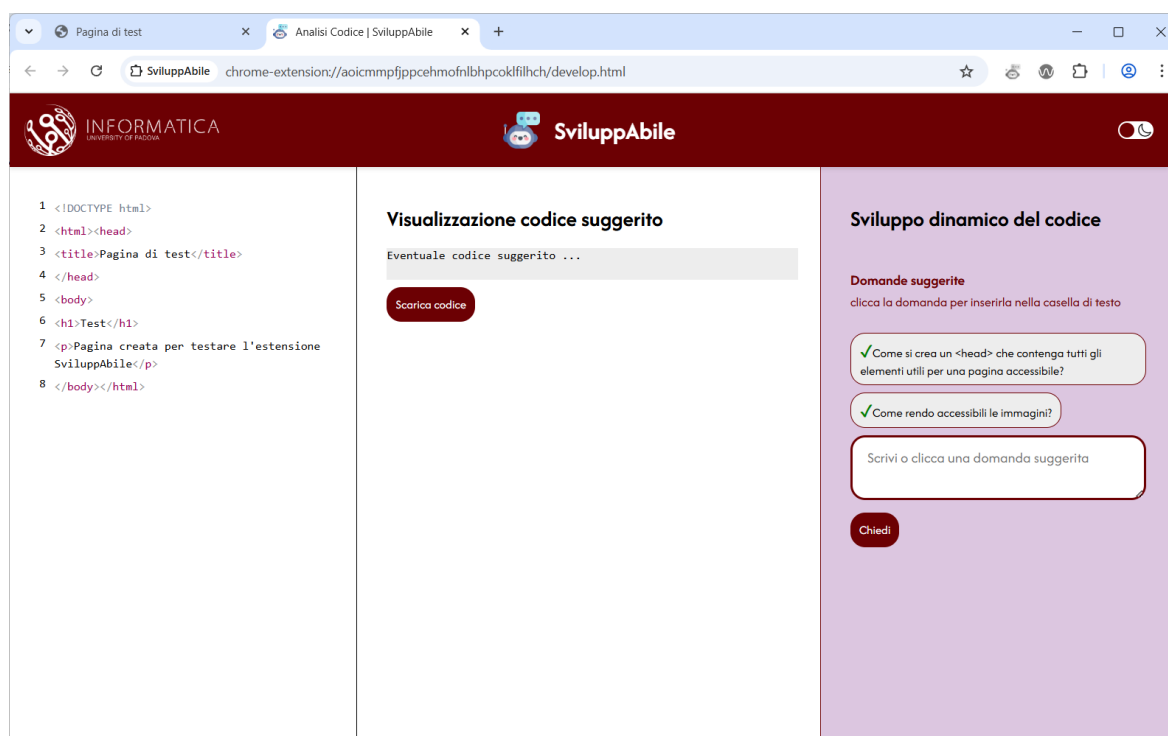 Pagina di test
Analisi Codice | SviluppAbile
SviluppAbile
chrome-extension://aoicmmpfjppcehmofnlbhpcoklfilhch/develop.html
INFORMATICA
UNIVERSITY OF PADOVA
SviluppAbile
1 <!DOCTYPE html>
2 <html><head>
3 <title>Pagina di test</title>
4 </head>
5 <body>
6 <h1>Test</h1>
7 <p>Pagina creata per testare l'estensione
SviluppAbile</p>
8 </body></html>
Visualizzazione codice suggerito
Eventuale codice suggerito ...
Scarica codice
Sviluppo dinamico del codice
Domande suggerite
clicca la domanda per inserirla nella casella di testo
✓Come si crea un <head> che contenga tutti gli
elementi utili per una pagina accessibile?
✓Come rendo accessibili le immagini?
Scrivi o clicca una domanda suggerita
Chiedi